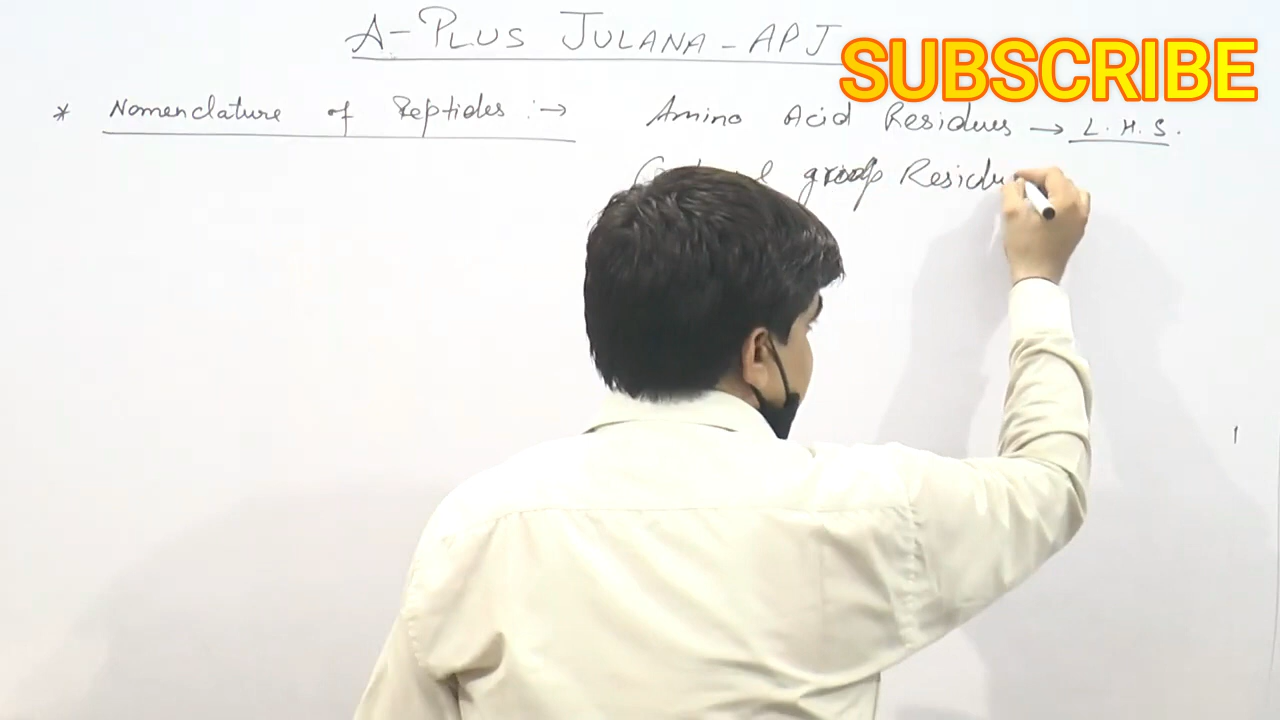 A-PLUS JULANA - APJ
SUBSCRIBE
* Nomenclature of Peptides :→
Amino Acid Residues → L.H.S.
group Residu